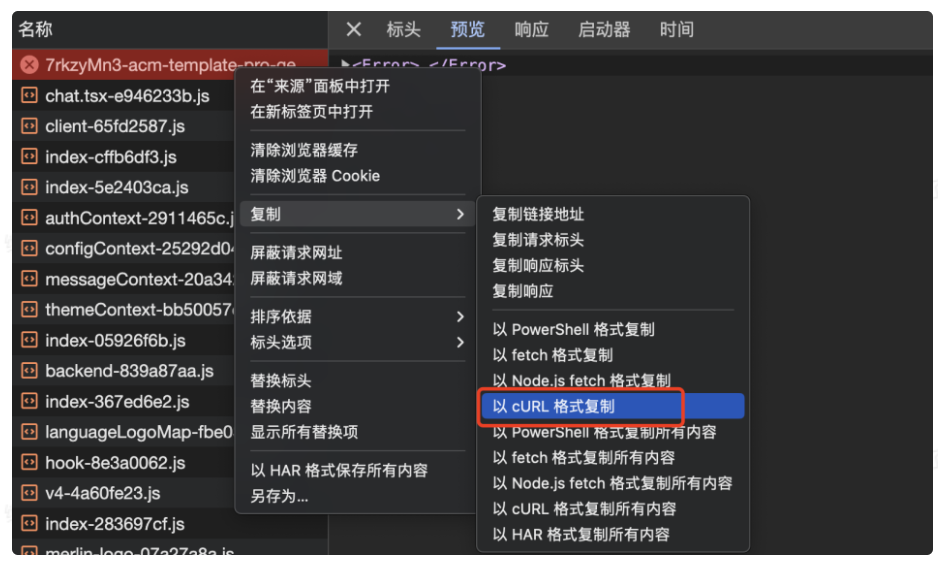 名称
标头 预览 响应 启动器 时间
7rkzyMn3-acm-template-pro-ge
<Error>…</Error>
chat.tsx-e946233b.js
client-65fd2587.js
index-cffb6df3.js
index-5e2403ca.js
authContext-2911465c.j
configContext-25292d04
messageContext-20a34
themeContext-bb50057
index-05926f6b.js
backend-839a87aa.js
index-367ed6e2.js
languageLogoMap-fbe0
hook-8e3a0062.js
v4-4a60fe23.js
index-283697cf.js
merlin-logo-07a27a8a.js
在“来源”面板中打开
在新标签页中打开
清除浏览器缓存
清除浏览器 Cookie
复制
屏蔽请求网址
屏蔽请求网域
排序依据
标头选项
替换标头
替换内容
显示所有替换项
以 HAR 格式保存所有内容
另存为...
复制链接地址
复制请求标头
复制响应标头
复制响应
以 PowerShell 格式复制
以 fetch 格式复制
以 Node.js fetch 格式复制
以 cURL 格式复制
以 PowerShell 格式复制所有内容
以 fetch 格式复制所有内容
以 Node.js fetch 格式复制所有内容
以 cURL 格式复制所有内容
以 HAR 格式复制所有内容